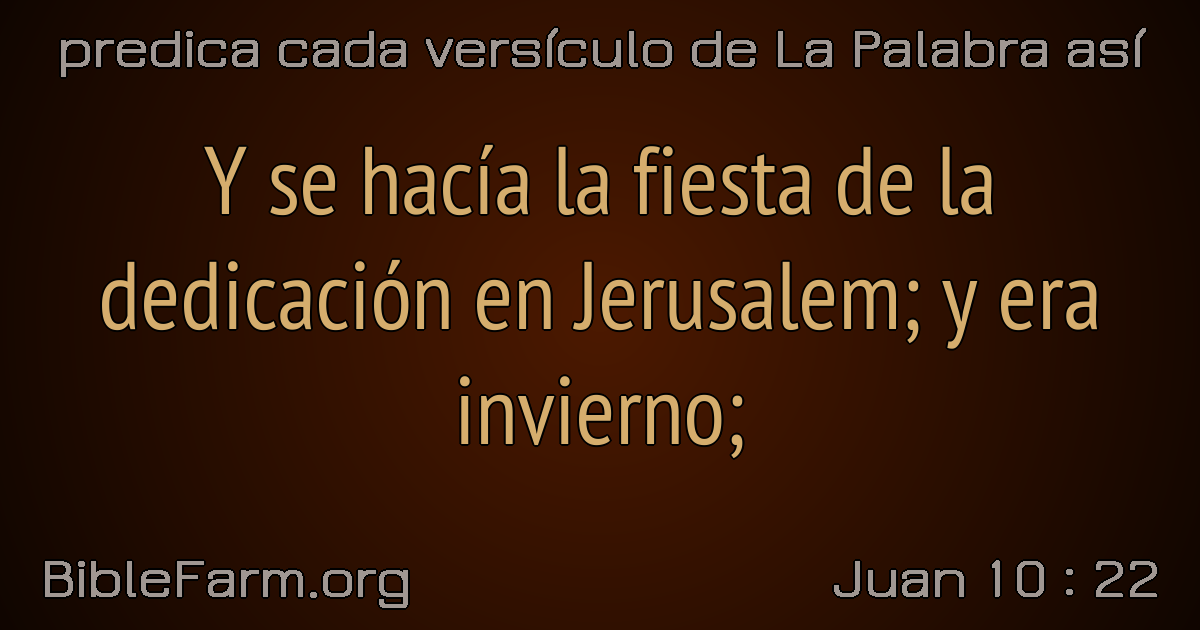 predica cada versículo de La Palabra así
Y se hacía la fiesta de la
dedicación en Jerusalem; y era
invierno;
BibleFarm.org
Juan 10 : 22